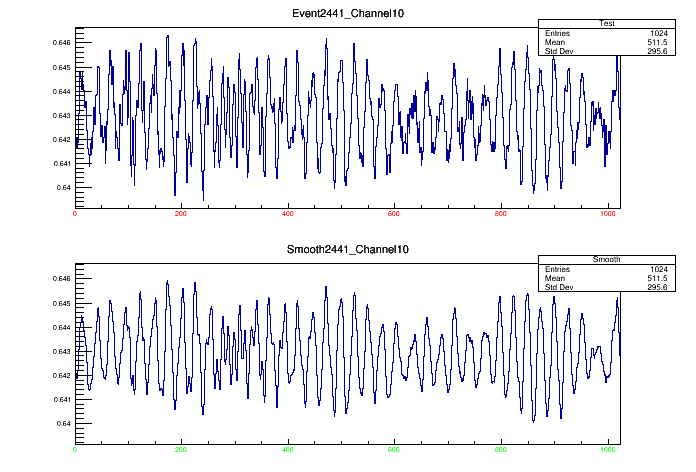 Event2441_Channel10
Test
Entries 1024
Mean 511.5
Std Dev 295.6
0.646
0.645
0.644
0.643
0.642
0.641
0.64
0 200 400 600 800 1000
Smooth2441_Channel10
Smooth
Entries 1024
Mean 511.5
Std Dev 295.6
0.646
0.645
0.644
0.643
0.642
0.641
0.64
0 200 400 600 800 1000